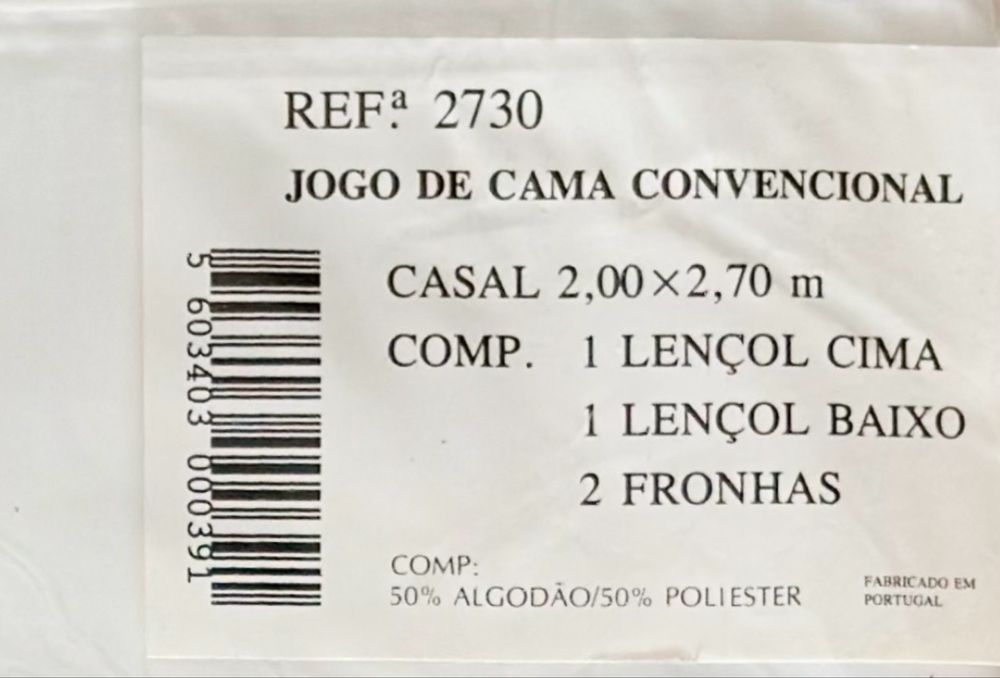 REF.ª 2730
JOGO DE CAMA CONVENCIONAL
CASAL 2,00×2,70 m
COMP. 1 LENÇOL CIMA
1 LENÇOL BAIXO
2 FRONHAS
COMP:
50% ALGODÃO/50% POLIESTER
FABRICADO EM
PORTUGAL
5 603403 000391